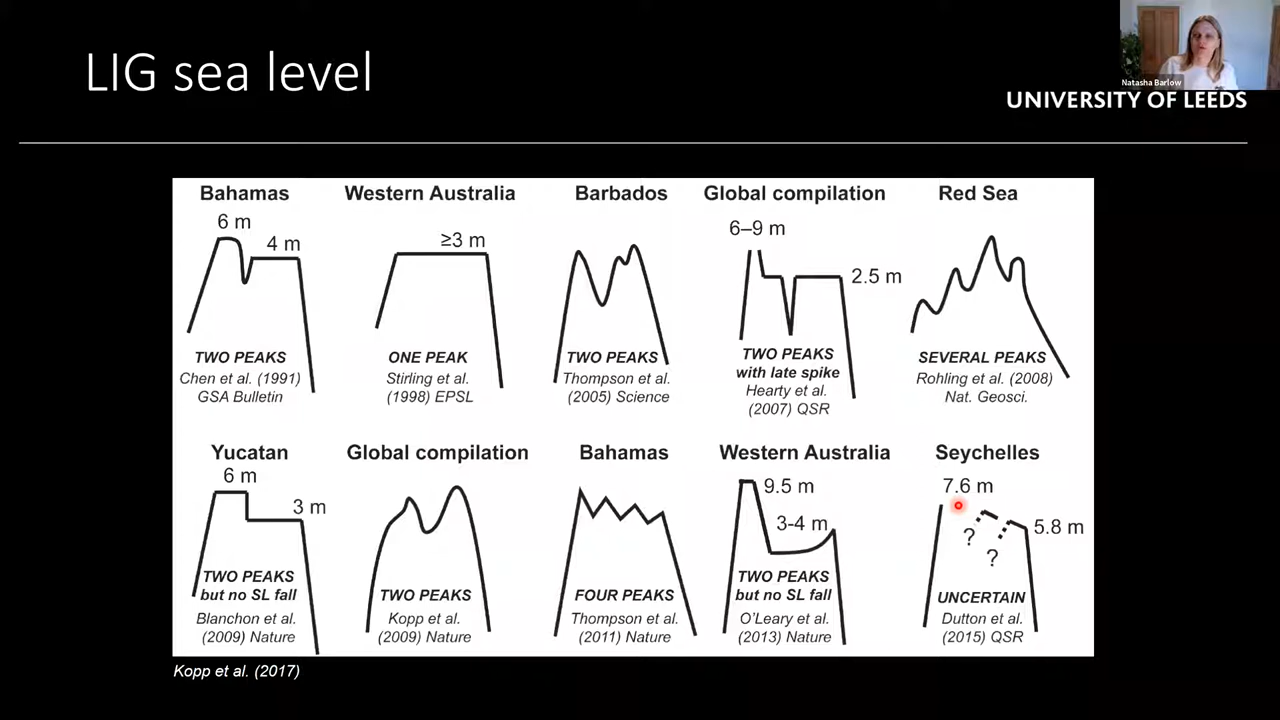 LIG sea level
Natasha Barlow
UNIVERSITY OF LEEDS
Bahamas
6 m
4 m
TWO PEAKS
Chen et al. (1991)
GSA Bulletin
Western Australia
≥3 m
ONE PEAK
Stirling et al.
(1998) EPSL
Barbados
TWO PEAKS
Thompson et al.
(2005) Science
Global compilation
6–9 m
2.5 m
TWO PEAKS
with late spike
Hearty et al.
(2007) QSR
Red Sea
SEVERAL PEAKS
Rohling et al. (2008)
Nat. Geosci.
Yucatan
6 m
3 m
TWO PEAKS
but no SL fall
Blanchon et al.
(2009) Nature
Global compilation
TWO PEAKS
Kopp et al.
(2009) Nature
Bahamas
FOUR PEAKS
Thompson et al.
(2011) Nature
Western Australia
9.5 m
3-4 m
TWO PEAKS
but no SL fall
O'Leary et al.
(2013) Nature
Seychelles
7.6 m
?
?
5.8 m
UNCERTAIN
Dutton et al.
(2015) QSR
Kopp et al. (2017)